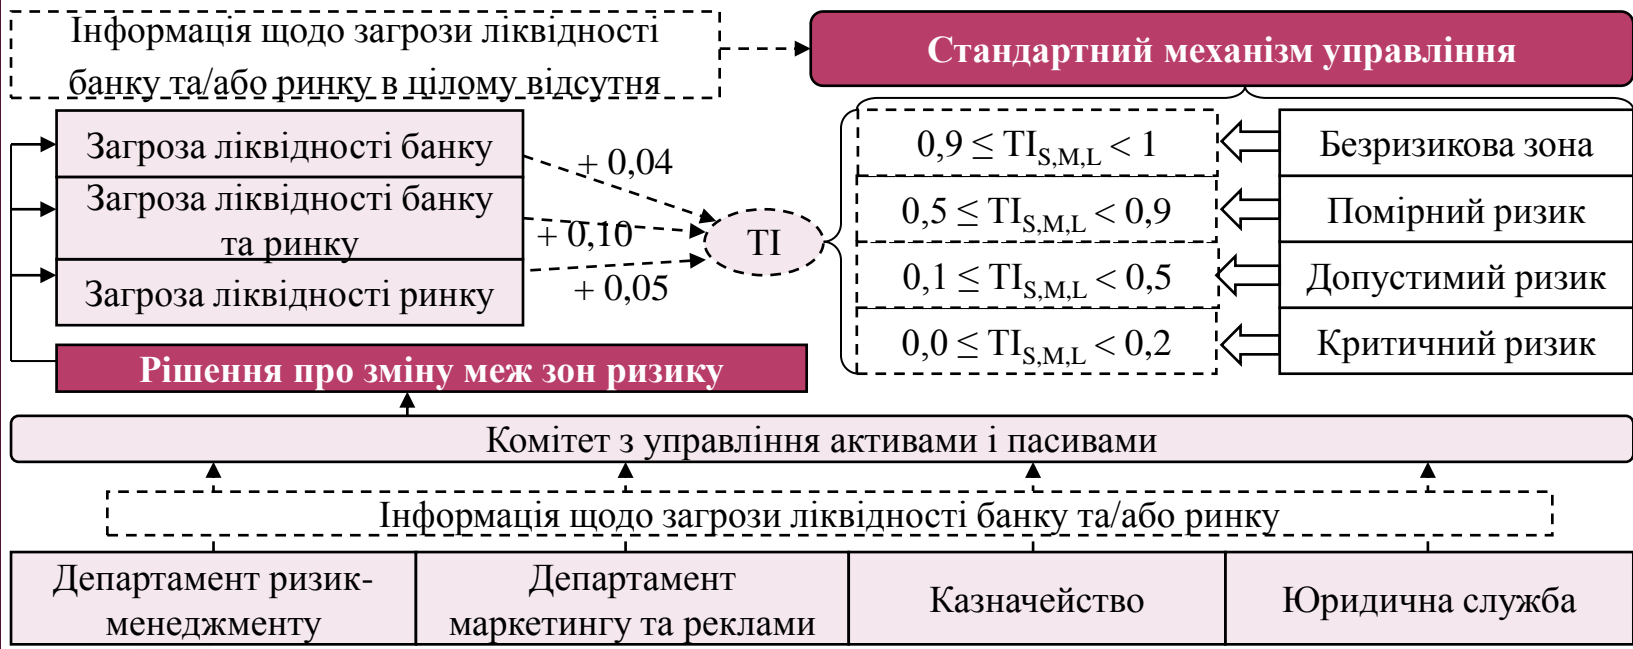 Інформація щодо загрози ліквідності
банку та/або ринку в цілому відсутня
Стандартний механізм управління
Загроза ліквідності банку
Загроза ліквідності банку
та ринку
Загроза ліквідності ринку
+ 0,04
+ 0,10
+ 0,05
TI
0,9 ≤ TI_S,M,L < 1
Безризикова зона
0,5 ≤ TI_S,M,L < 0,9
Помірний ризик
0,1 ≤ TI_S,M,L < 0,5
Допустимий ризик
0,0 ≤ TI_S,M,L < 0,2
Критичний ризик
Рішення про зміну меж зон ризику
Комітет з управління активами і пасивами
Інформація щодо загрози ліквідності банку та/або ринку
Департамент ризик-
менеджменту
Департамент
маркетингу та реклами
Казначейство
Юридична служба